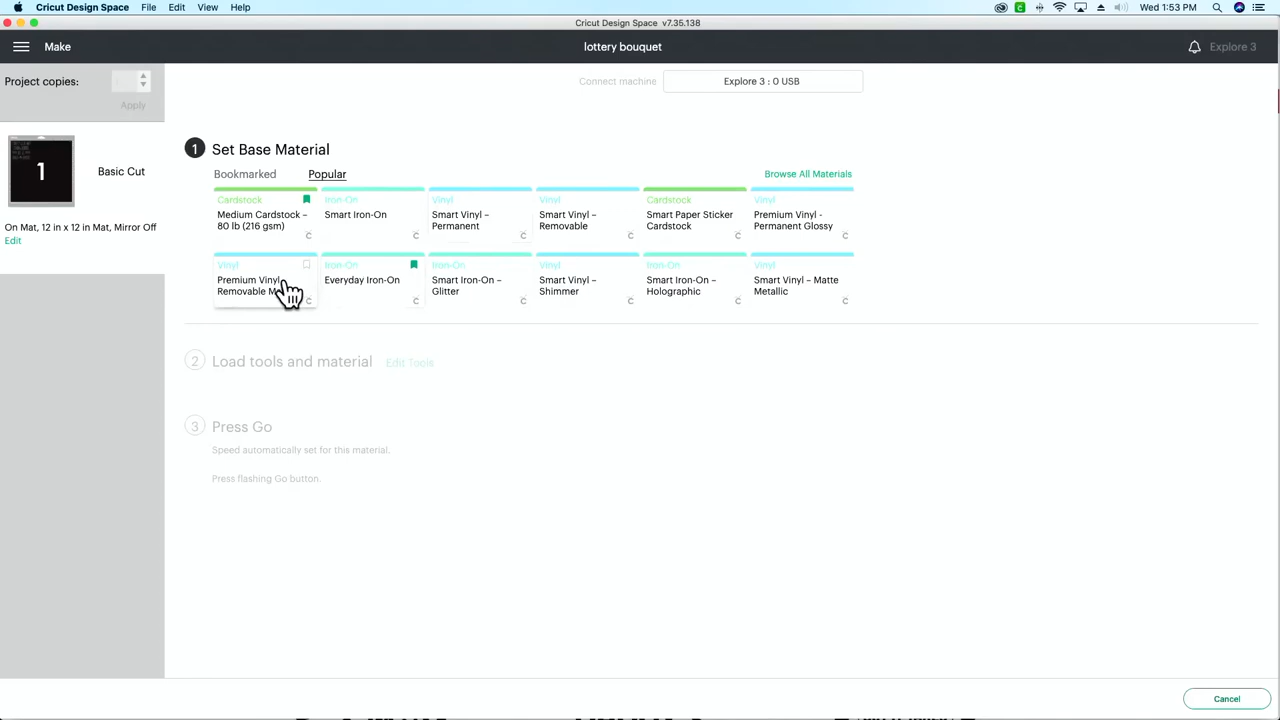 Cricut Design Space File Edit View Help
Wed 1:53 PM
Cricut Design Space v7.35.138
Make
lottery bouquet
Explore 3
Project copies:
Apply
Connect machine
Explore 3 : 0 USB
1
Basic Cut
On Mat, 12 in x 12 in Mat, Mirror Off
Edit
1 Set Base Material
Bookmarked
Popular
Browse All Materials
Cardstock
Medium Cardstock –
80 lb (216 gsm)
C
Iron-On
Smart Iron-On
C
Vinyl
Smart Vinyl –
Permanent
C
Vinyl
Smart Vinyl –
Removable
C
Cardstock
Smart Paper Sticker
Cardstock
C
Vinyl
Premium Vinyl -
Permanent Glossy
C
Vinyl
Premium Vinyl
Removable
C
Iron-On
Everyday Iron-On
C
Iron-On
Smart Iron-On –
Glitter
C
Vinyl
Smart Vinyl –
Shimmer
C
Iron-On
Smart Iron-On –
Holographic
C
Vinyl
Smart Vinyl – Matte
Metallic
C
2 Load tools and material Edit Tools
3 Press Go
Speed automatically set for this material.
Press flashing Go button.
Cancel